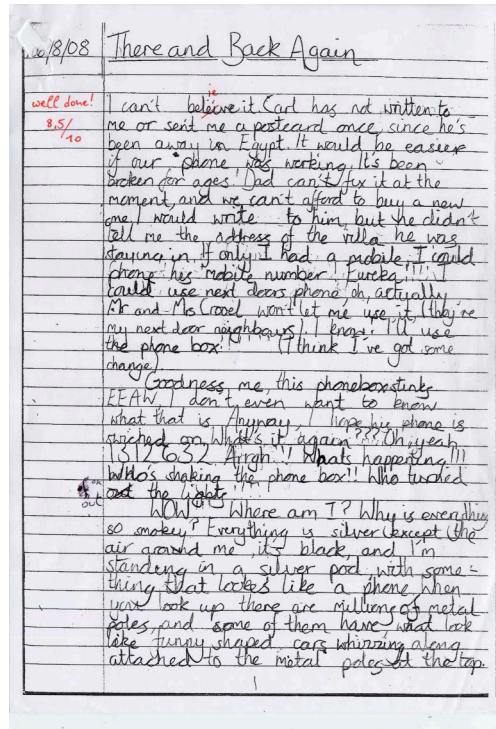 6/8/08 There and Back Again
well done!
8,5/10
I can't believe it. Carl has not written to
me or sent me a postcard once, since he's
been away in Egypt. It would be easier
if our phone was working. It's been
broken for ages! Dad can't fix it at the
moment, and we can't afford to buy a new
one. I would write to him, but he didn't
tell me the address of the villa he was
staying in. If only I had a mobile, I could
phone his mobile number! Eureka!!!! I
could use next doors phone, oh, actually
Mr and Mrs won't let me use it (they're
my next door neighbours). I know! I'll use
the phone box!!!! (I think I've got some
change)
Goodness me, this phonebox stinks
EEAW, I don't even want to know
what that is. Anyway, I hope his phone is
swiched on. What's it again??? Oh, yeah
1312 9632 Arrgh!!! Whats happening!!!
Who's shaking the phone box!! Who turned
out the lights
out
WOW!!! Where am I? Why is everything
so smokey? Everything is silver (except the
air around me, it's black, and I'm
standing in a silver pod with some-
thing that looks like a phone when
you look up there are millions of metal
poles, and some of them have, what look
like funny shaped cars whirring along
attached to the metal poles at the top.
1